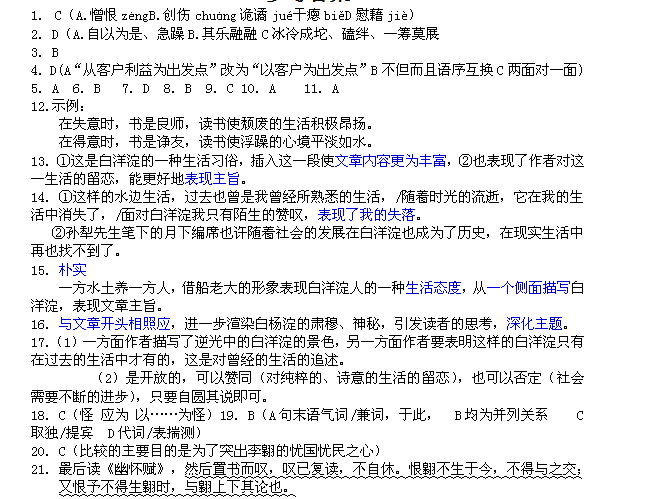 1. C(A.憎恨 zèngB.创伤 chuāng诡谲 jué干瘪 biěD 慰藉 jiè)
2. D(A.自以为是、急躁B.其乐融融C冰冷成坨、磕绊、一筹莫展
3. B
4. D(A“从客户利益为出发点”改为“以客户为出发点”B 不但而且语序互换C 两面对一面)
5. A 6. B 7. D 8. B 9. C 10. A 11. A
12.示例:
在失意时，书是良师，读书使颓废的生活积极昂扬。
在得意时，书是诤友，读书使浮躁的心境平淡如水。
13. ①这是白洋淀的一种生活习俗，插入这一段使文章内容更为丰富，②也表现了作者对这
一生活的留恋，能更好地表现主旨。
14. ①这样的水边生活，过去也曾是我曾经所熟悉的生活，/随着时光的流逝，它在我的生
活中消失了，/面对白洋淀我只有陌生的赞叹，表现了我的失落。
②孙犁先生笔下的月下编席也许随着社会的发展在白洋淀也成为了历史，在现实生活中
再也找不到了。
15. 朴实
一方水土养一方人，借船老大的形象表现白洋淀人的一种生活态度，从一个侧面描写白
洋淀，表现文章主旨。
16. 与文章开头相照应，进一步渲染白杨淀的肃穆、神秘，引发读者的思考，深化主题。
17.(1)一方面作者描写了逆光中的白洋淀的景色，另一方面作者要表明这样的白洋淀只有
在过去的生活中才有的，这是对曾经的生活的追述。
(2)是开放的，可以赞同(对纯粹的、诗意的生活的留恋)，也可以否定(社会
需要不断的进步)，只要自圆其说即可。
18. C(怪 应为 以……为怪)19. B(A句末语气词/兼词，于此， B均为并列关系 C
取独/提宾 D代词/表揣测)
20. C(比较的主要目的是为了突出李翱的忧国忧民之心)
21. 最后读《幽怀赋》，然后置书而叹，叹已复读，不自休。恨翱不生于今，不得与之交；
又恨予不得生翱时，与翱上下其论也。